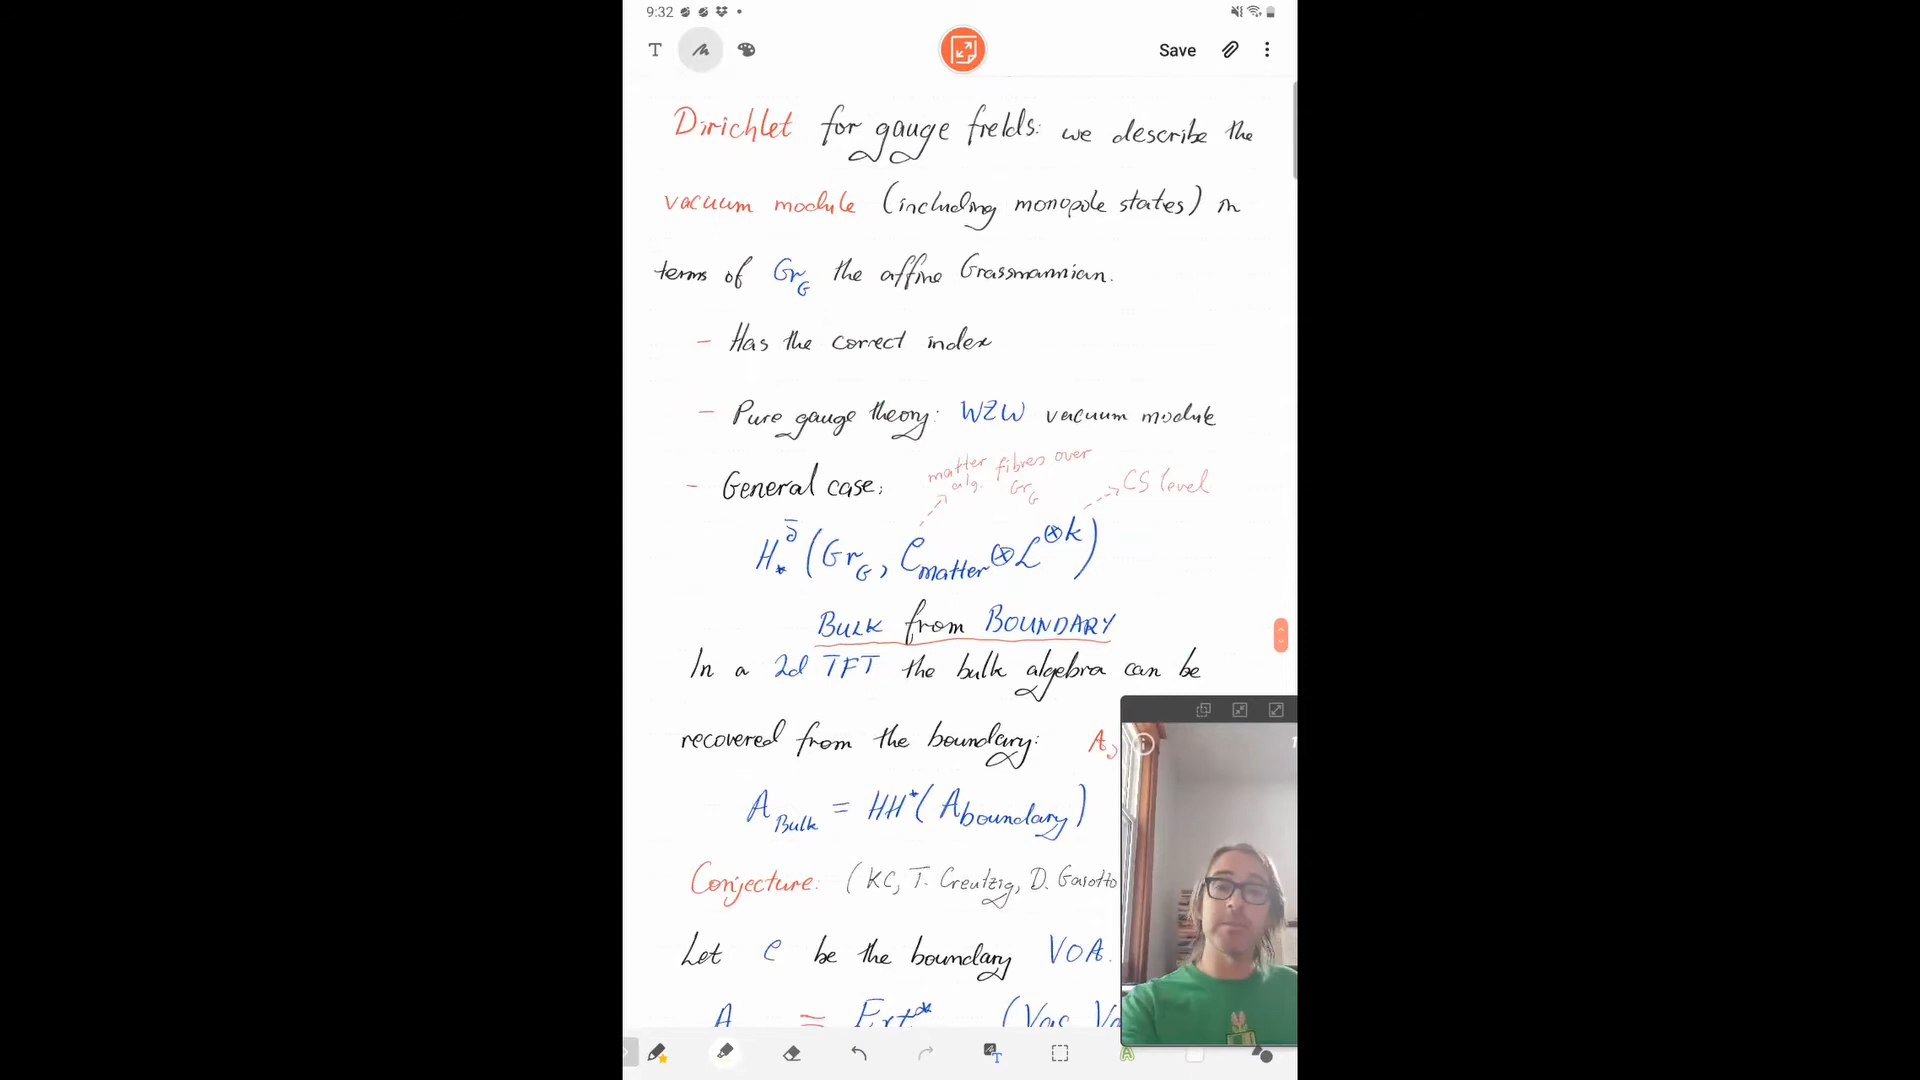 9:32
T
Save
Dirichlet for gauge fields: we describe the
vacuum module (including monopole states) in
terms of Gr_G the affine Grassmannian.
- Has the correct index
- Pure gauge theory: WZW vacuum module
matter fibres over
alg. Gr_G
- General case:
CS level
H_*^∂̄ (Gr_G, C_matter ⊗ L^⊗k)
BULK from BOUNDARY
In a 2d TFT the bulk algebra can be
recovered from the boundary: A,
A_Bulk = HH*(A_boundary)
Conjecture: (KC, T. Creutzig, D. Gaiotto
Let C be the boundary VOA.
A = Ext* (Vac, Va